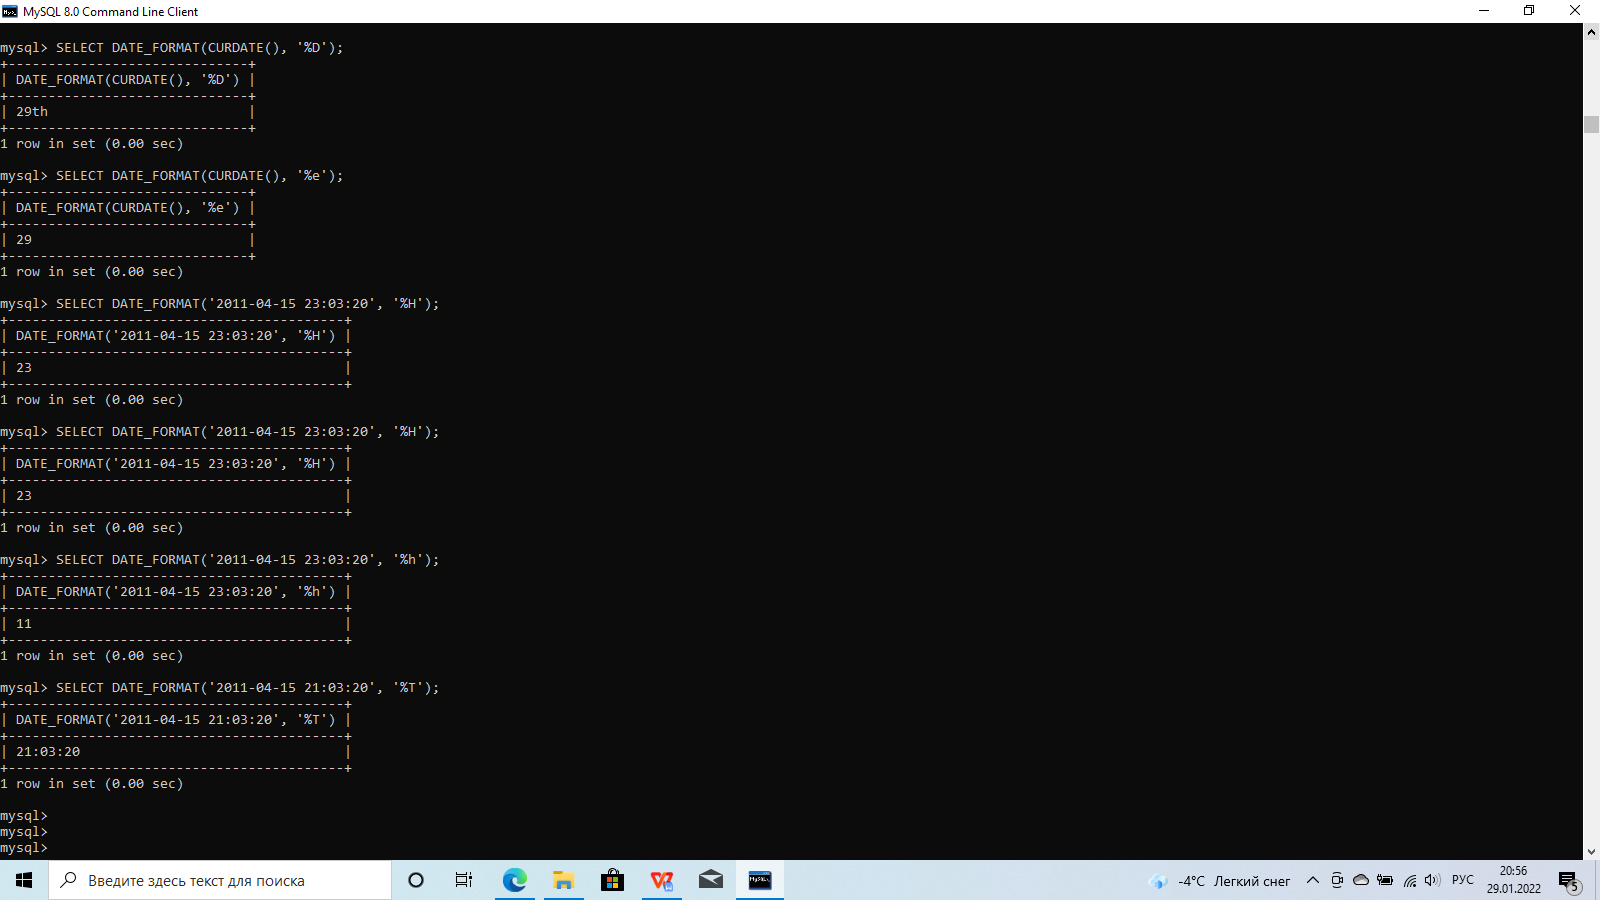 MySQL 8.0 Command Line Client
mysql> SELECT DATE_FORMAT(CURDATE(), '%D');
+------------------------------+
| DATE_FORMAT(CURDATE(), '%D') |
+------------------------------+
| 29th                         |
+------------------------------+
1 row in set (0.00 sec)
mysql> SELECT DATE_FORMAT(CURDATE(), '%e');
+------------------------------+
| DATE_FORMAT(CURDATE(), '%e') |
+------------------------------+
| 29                           |
+------------------------------+
1 row in set (0.00 sec)
mysql> SELECT DATE_FORMAT('2011-04-15 23:03:20', '%H');
+------------------------------------------+
| DATE_FORMAT('2011-04-15 23:03:20', '%H') |
+------------------------------------------+
| 23                                       |
+------------------------------------------+
1 row in set (0.00 sec)
mysql> SELECT DATE_FORMAT('2011-04-15 23:03:20', '%H');
+------------------------------------------+
| DATE_FORMAT('2011-04-15 23:03:20', '%H') |
+------------------------------------------+
| 23                                       |
+------------------------------------------+
1 row in set (0.00 sec)
mysql> SELECT DATE_FORMAT('2011-04-15 23:03:20', '%h');
+------------------------------------------+
| DATE_FORMAT('2011-04-15 23:03:20', '%h') |
+------------------------------------------+
| 11                                       |
+------------------------------------------+
1 row in set (0.00 sec)
mysql> SELECT DATE_FORMAT('2011-04-15 21:03:20', '%T');
+------------------------------------------+
| DATE_FORMAT('2011-04-15 21:03:20', '%T') |
+------------------------------------------+
| 21:03:20                                 |
+------------------------------------------+
1 row in set (0.00 sec)
mysql>
mysql>
mysql>
Введите здесь текст для поиска
MySQL
-4°C Легкий снег
РУС
20:56
29.01.2022
5